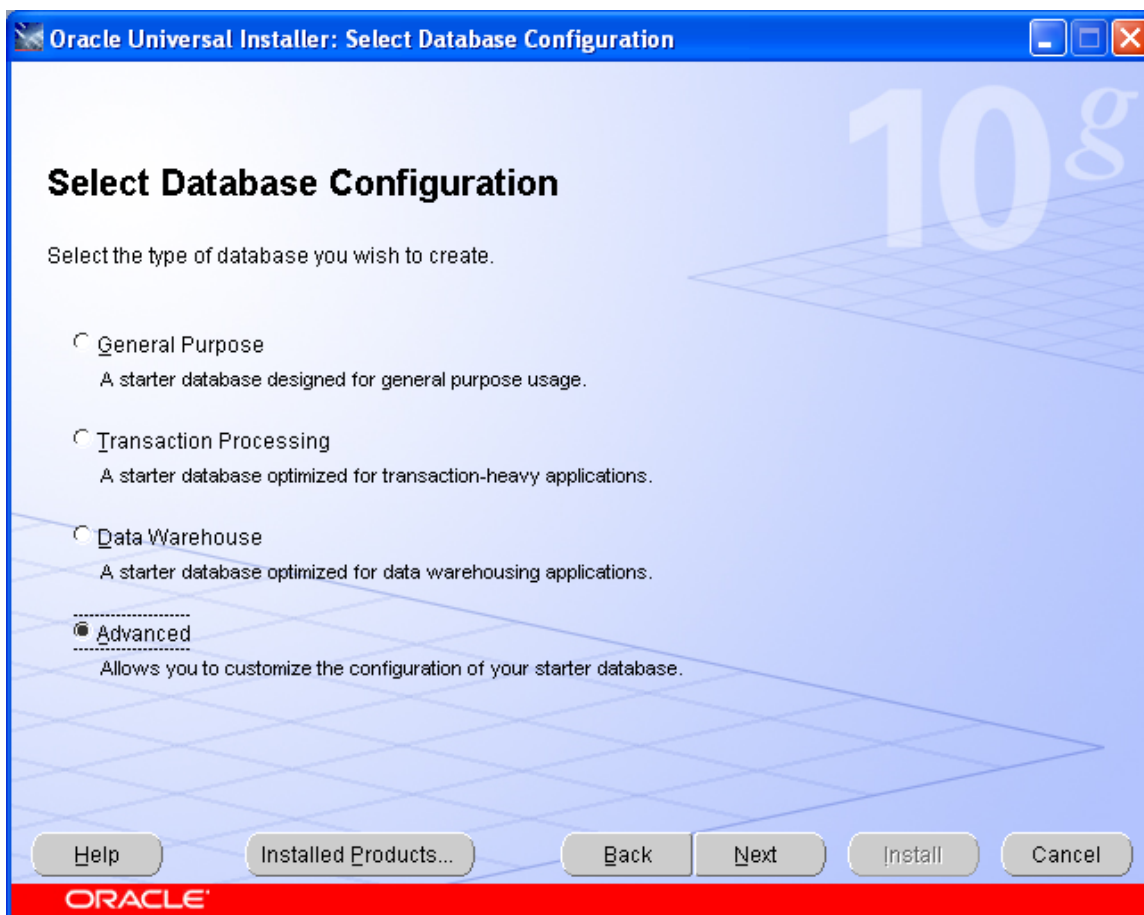 Oracle Universal Installer: Select Database Configuration
10g
Select Database Configuration
Select the type of database you wish to create.
General Purpose
A starter database designed for general purpose usage.
Transaction Processing
A starter database optimized for transaction-heavy applications.
Data Warehouse
A starter database optimized for data warehousing applications.
Advanced
Allows you to customize the configuration of your starter database.
Help Installed Products... Back Next Install Cancel
ORACLE